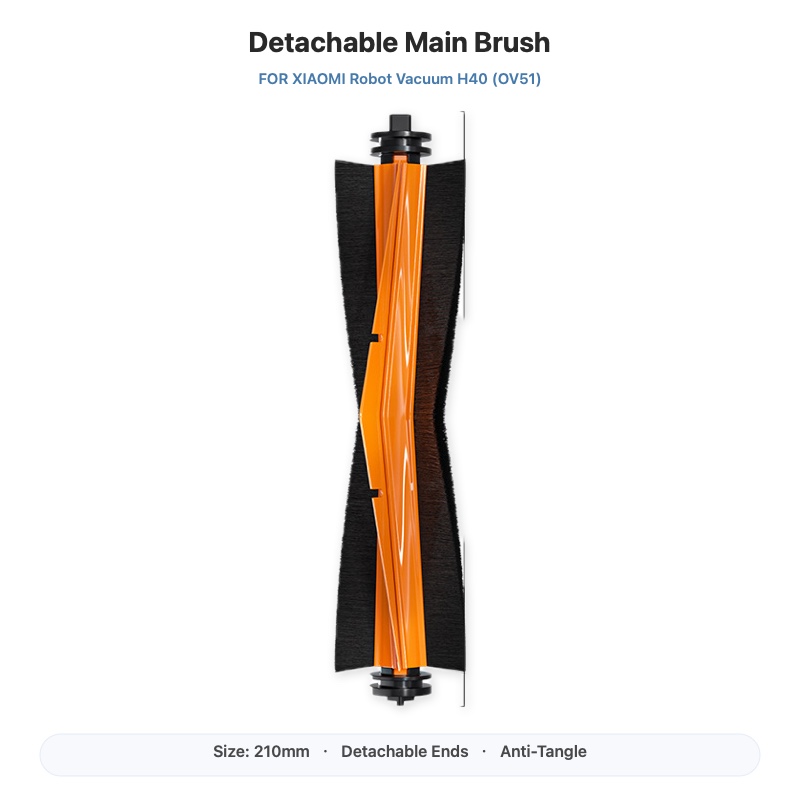 Detachable Main Brush
FOR XIAOMI Robot Vacuum H40 (OV51)
Size: 210mm · Detachable Ends · Anti-Tangle